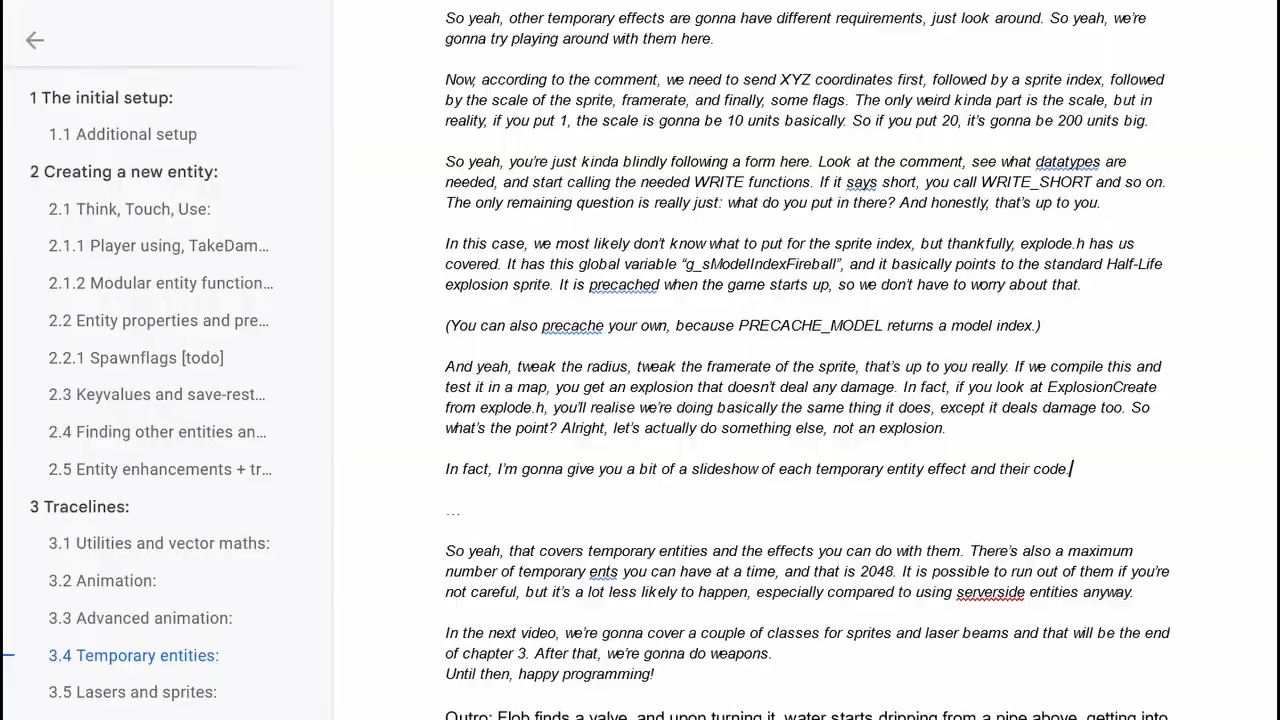 1 The initial setup:
1.1 Additional setup
2 Creating a new entity:
2.1 Think, Touch, Use:
2.1.1 Player using, TakeDam...
2.1.2 Modular entity function...
2.2 Entity properties and pre...
2.2.1 Spawnflags [todo]
2.3 Keyvalues and save-rest...
2.4 Finding other entities an...
2.5 Entity enhancements + tr...
3 Tracelines:
3.1 Utilities and vector maths:
3.2 Animation:
3.3 Advanced animation:
3.4 Temporary entities:
3.5 Lasers and sprites:
So yeah, other temporary effects are gonna have different requirements, just look around. So yeah, we're
gonna try playing around with them here.
Now, according to the comment, we need to send XYZ coordinates first, followed by a sprite index, followed
by the scale of the sprite, framerate, and finally, some flags. The only weird kinda part is the scale, but in
reality, if you put 1, the scale is gonna be 10 units basically. So if you put 20, it's gonna be 200 units big.
So yeah, you're just kinda blindly following a form here. Look at the comment, see what datatypes are
needed, and start calling the needed WRITE functions. If it says short, you call WRITE_SHORT and so on.
The only remaining question is really just: what do you put in there? And honestly, that's up to you.
In this case, we most likely don't know what to put for the sprite index, but thankfully, explode.h has us
covered. It has this global variable "g_sModelIndexFireball", and it basically points to the standard Half-Life
explosion sprite. It is precached when the game starts up, so we don't have to worry about that.
(You can also precache your own, because PRECACHE_MODEL returns a model index.)
And yeah, tweak the radius, tweak the framerate of the sprite, that's up to you really. If we compile this and
test it in a map, you get an explosion that doesn't deal any damage. In fact, if you look at ExplosionCreate
from explode.h, you'll realise we're doing basically the same thing it does, except it deals damage too. So
what's the point? Alright, let's actually do something else, not an explosion.
In fact, I'm gonna give you a bit of a slideshow of each temporary entity effect and their code.
...
So yeah, that covers temporary entities and the effects you can do with them. There's also a maximum
number of temporary ents you can have at a time, and that is 2048. It is possible to run out of them if you're
not careful, but it's a lot less likely to happen, especially compared to using serverside entities anyway.
In the next video, we're gonna cover a couple of classes for sprites and laser beams and that will be the end
of chapter 3. After that, we're gonna do weapons.
Until then, happy programming!
Outro: Flob finds a valve, and upon turning it, water starts dripping from a pipe above, getting into